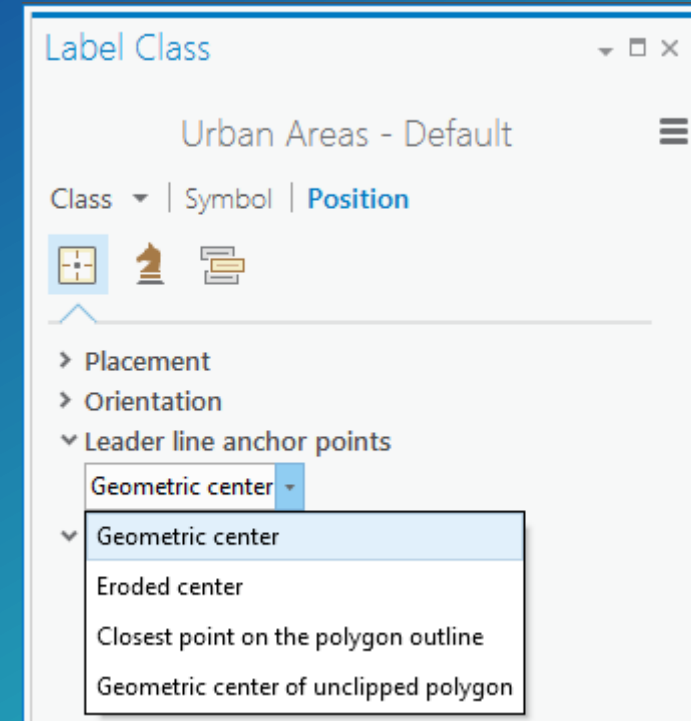 Label Class
Urban Areas - Default
Class | Symbol | Position
Placement
Orientation
Leader line anchor points
Geometric center
Geometric center
Eroded center
Closest point on the polygon outline
Geometric center of unclipped polygon